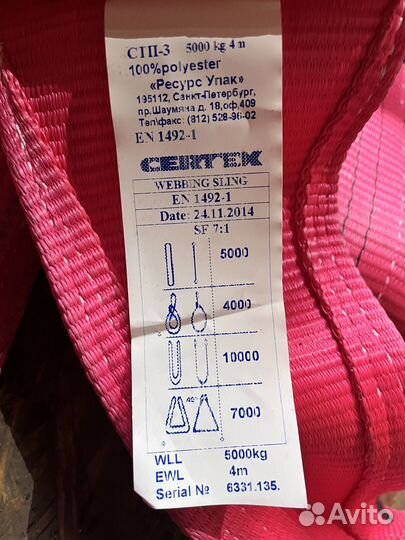 СТП-3 5000 kg 4 m
100%polyester
«Ресурс Упак»
195112, Санкт-Петербург,
пр.Шаумяна д. 18,оф.409
Тел\факс: (812) 528-96-02
EN 1492-1
CERTEK
WEBBING SLING
EN 1492-1
Date: 24.11.2014
SF 7:1
5000
4000
10000
40° 7000
WLL 5000kg
EWL 4m
Serial № 6331.135.
Avito